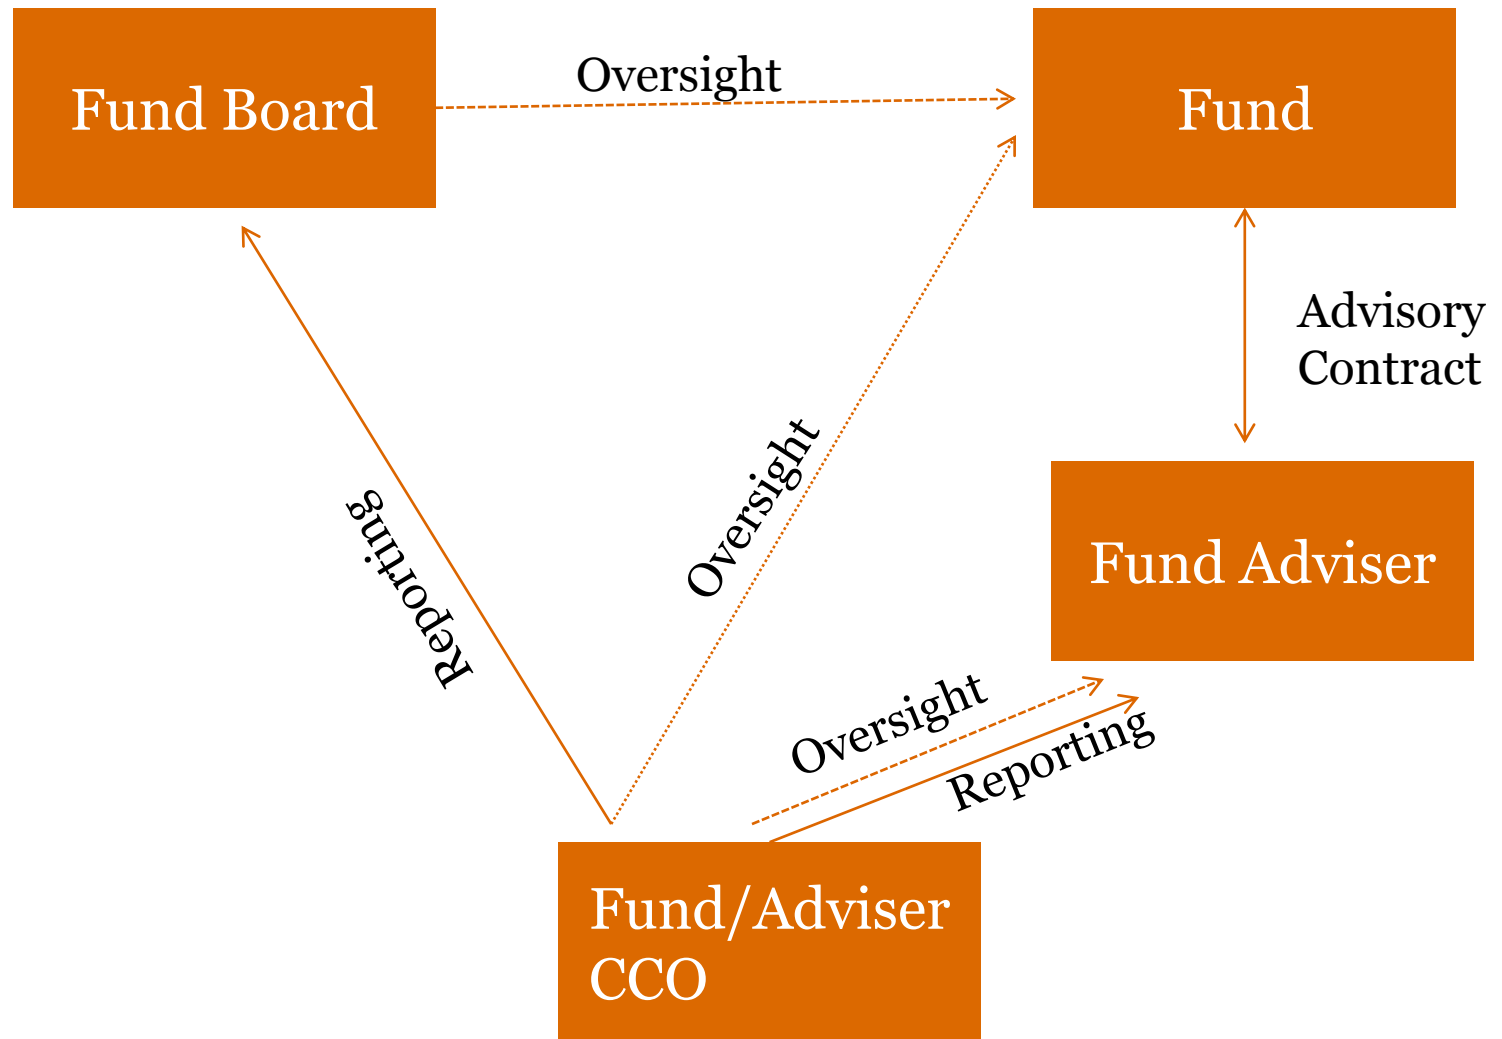 Fund Board
Oversight
Fund
Advisory
Contract
Reporting
Oversight
Fund Adviser
Oversight
Reporting
Fund/Adviser
CCO